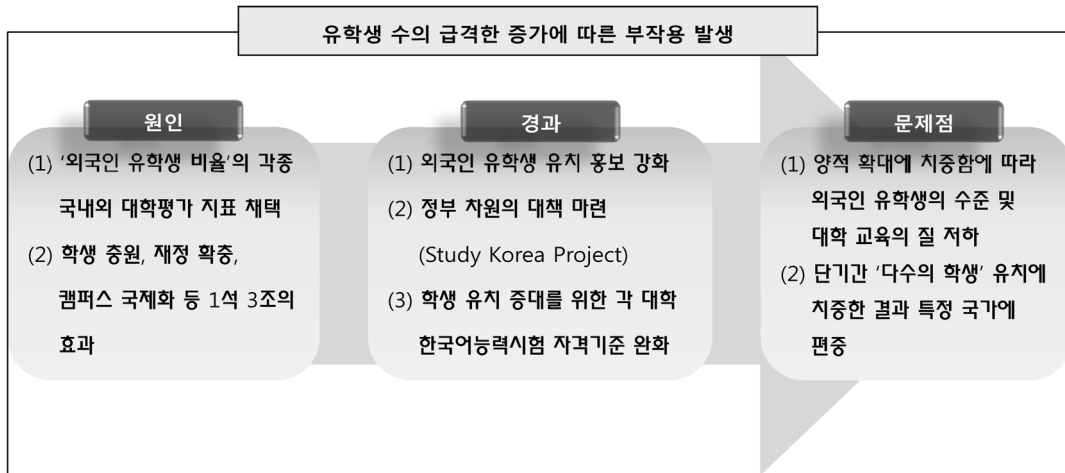 유학생 수의 급격한 증가에 따른 부작용 발생
원인
(1) '외국인 유학생 비율'의 각종
국내외 대학평가 지표 채택
(2) 학생 충원, 재정 확충,
캠퍼스 국제화 등 1석 3조의
효과
경과
(1) 외국인 유학생 유치 홍보 강화
(2) 정부 차원의 대책 마련
(Study Korea Project)
(3) 학생 유치 증대를 위한 각 대학
한국어능력시험 자격기준 완화
문제점
(1) 양적 확대에 치중함에 따라
외국인 유학생의 수준 및
대학 교육의 질 저하
(2) 단기간 '다수의 학생' 유치에
치중한 결과 특정 국가에
편중